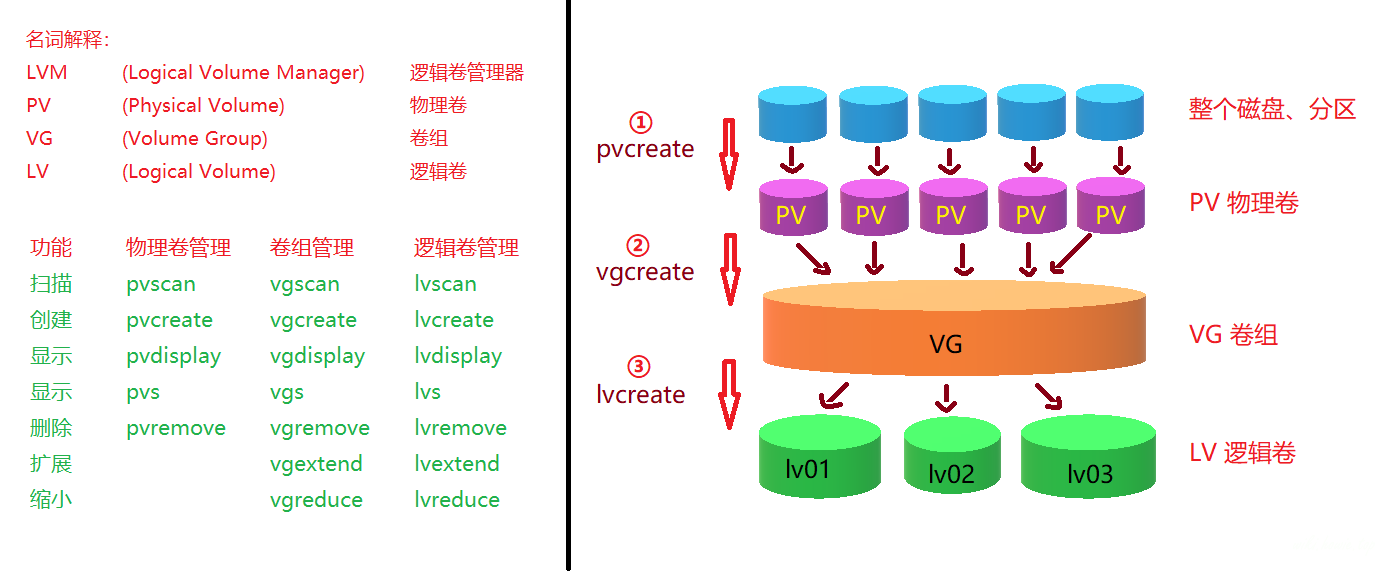 名词解释：
LVM (Logical Volume Manager) 逻辑卷管理器
PV (Physical Volume) 物理卷
VG (Volume Group) 卷组
LV (Logical Volume) 逻辑卷
功能 物理卷管理 卷组管理 逻辑卷管理
扫描 pvscan vgscan lvscan
创建 pvcreate vgcreate lvcreate
显示 pvdisplay vgdisplay lvdisplay
显示 pvs vgs lvs
删除 pvremove vgremove lvremove
扩展 vgextend lvextend
缩小 vgreduce lvreduce
整个磁盘、分区
①
pvcreate
PV PV PV PV PV
PV 物理卷
②
vgcreate
VG
VG 卷组
③
lvcreate
lv01 lv02 lv03
LV 逻辑卷